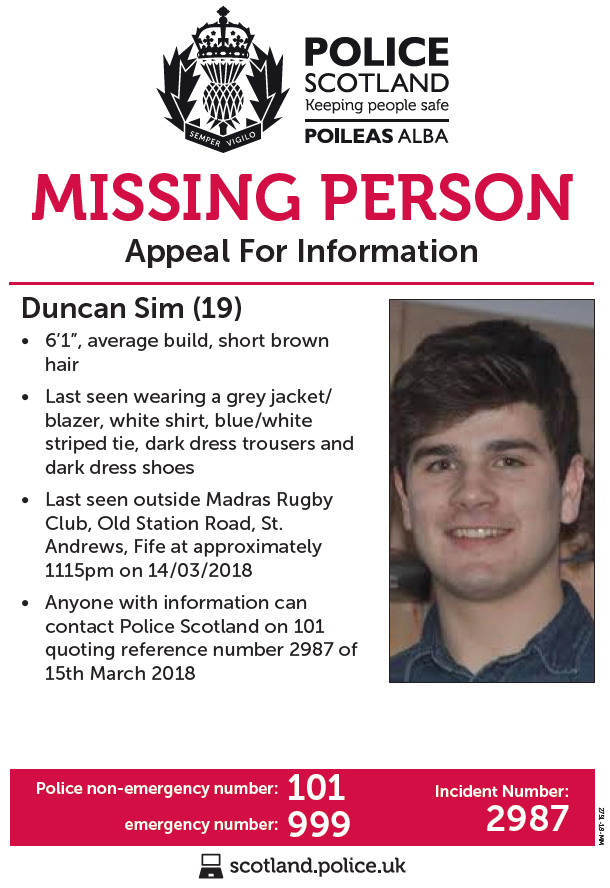 SEMPER VIGILO
POLICE
SCOTLAND
Keeping people safe
POILEAS ALBA
MISSING PERSON
Appeal For Information
Duncan Sim (19)
• 6’1”, average build, short brown
hair
• Last seen wearing a grey jacket/
blazer, white shirt, blue/white
striped tie, dark dress trousers and
dark dress shoes
• Last seen outside Madras Rugby
Club, Old Station Road, St.
Andrews, Fife at approximately
1115pm on 14/03/2018
• Anyone with information can
contact Police Scotland on 101
quoting reference number 2987 of
15th March 2018
Police non-emergency number: 101
emergency number: 999
Incident Number:
2987
scotland.police.uk